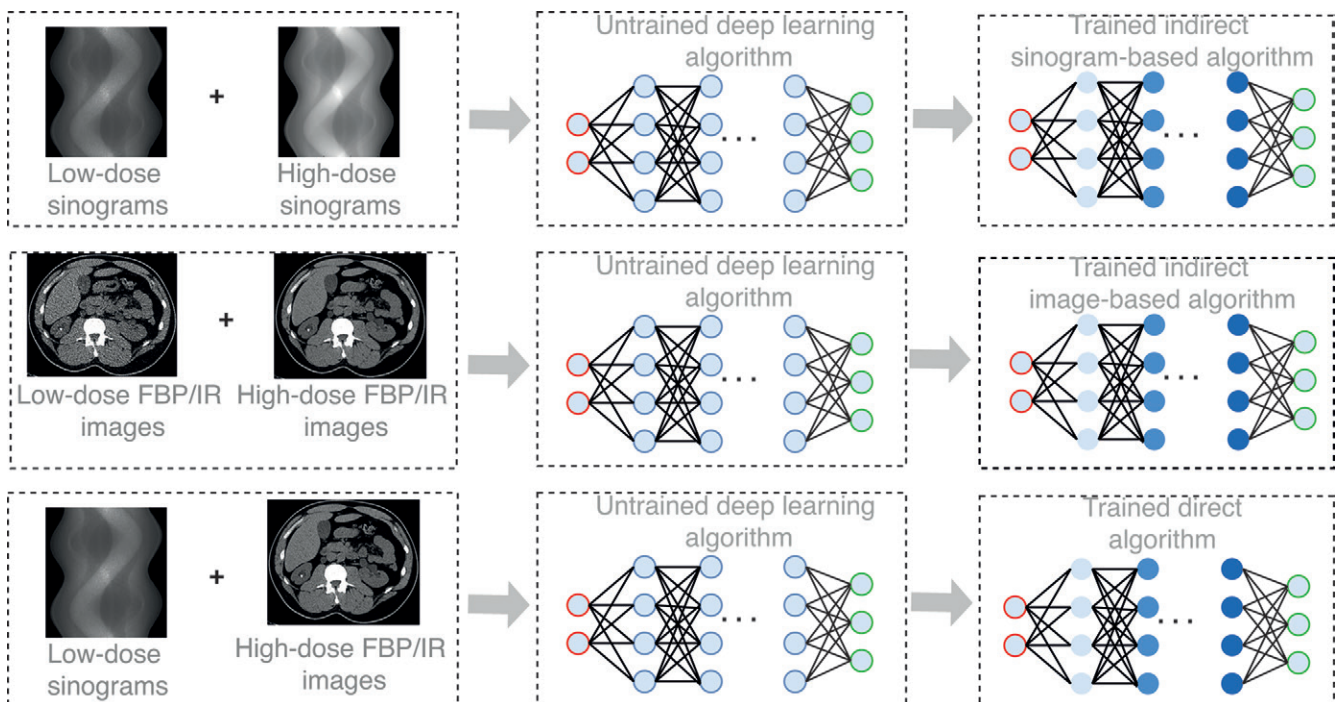 Untrained deep learning
algorithm
Trained indirect
sinogram-based algorithm
+
Low-dose
sinograms
High-dose
sinograms
...
...
Untrained deep learning
algorithm
Trained indirect
image-based algorithm
+
Low-dose FBP/IR
images
High-dose FBP/IR
images
...
...
Untrained deep learning
algorithm
Trained direct
algorithm
+
Low-dose
sinograms
High-dose FBP/IR
images
...
...